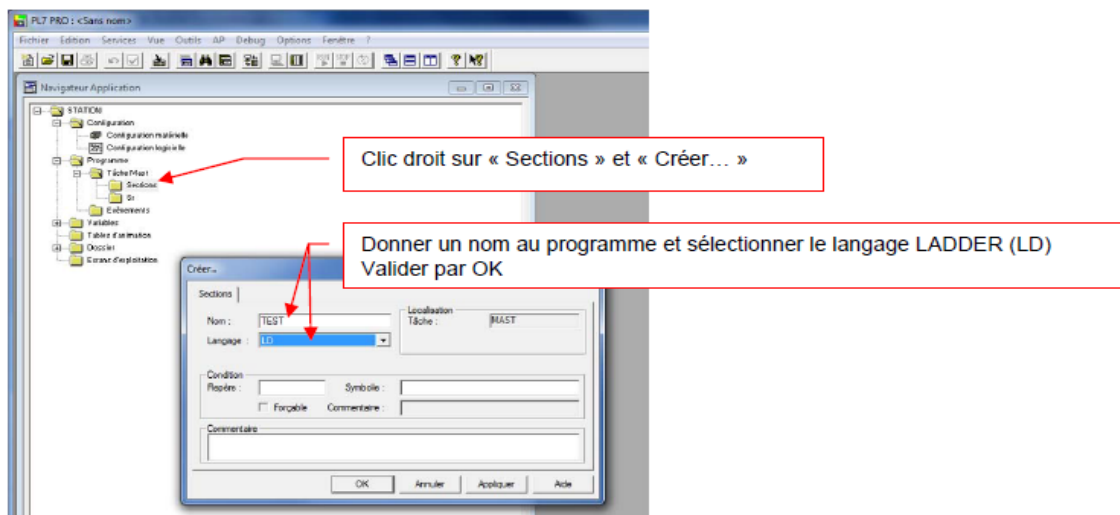 PL7 PRO : <Sans nom>
Fichier Edition Services Vue Outils AP Debug Options Fenêtre ?
Navigateur Application
STATION
Configuration
Configuration matérielle
Configuration logicielle
Programme
Tâche Mast
Sections
Sr
Evènements
Variables
Tables d'animation
Dossier
Ecrans d'exploitation
Clic droit sur « Sections » et « Créer… »
Donner un nom au programme et sélectionner le langage LADDER (LD)
Valider par OK
Créer...
Sections
Nom : TEST
Langage : LD
Localisation
Tâche : MAST
Condition
Repère : Symbole :
Forçable Commentaire :
Commentaire
OK Annuler Appliquer Aide